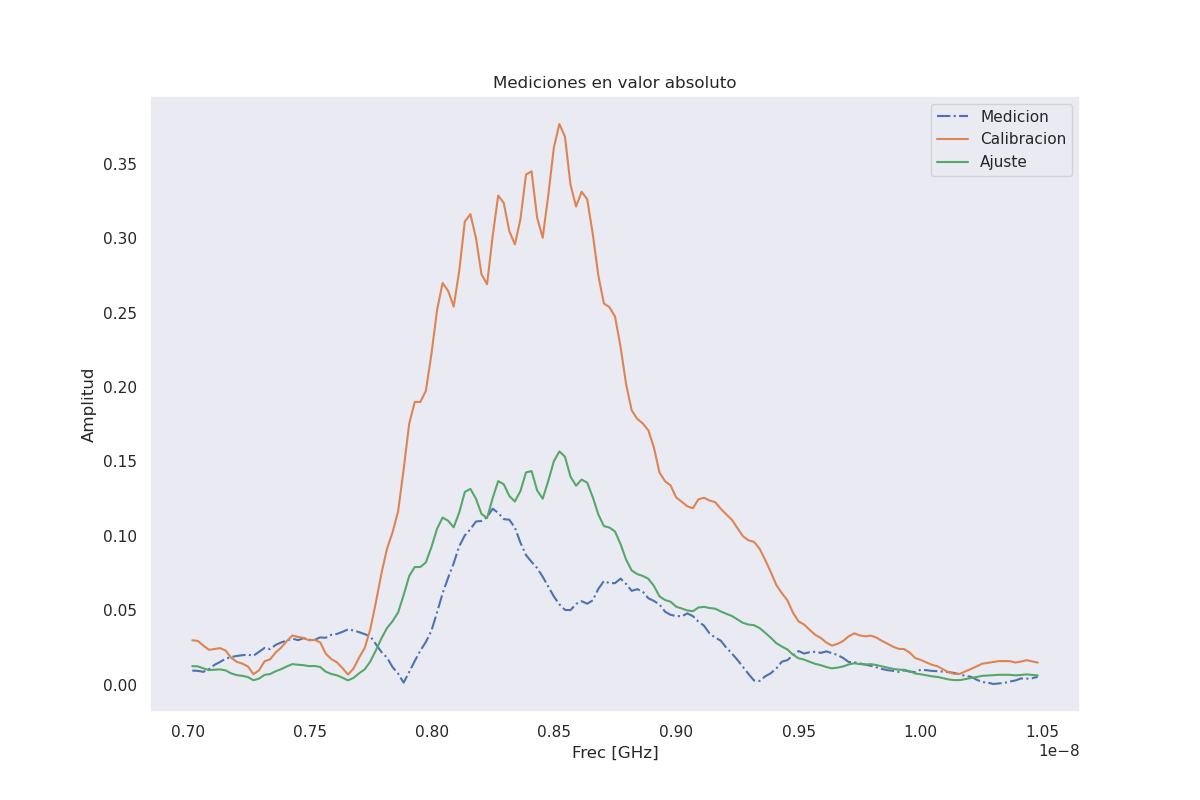 Mediciones en valor absoluto
Medicion
Calibracion
Ajuste
Amplitud
0.35
0.30
0.25
0.20
0.15
0.10
0.05
0.00
0.70 0.75 0.80 0.85 0.90 0.95 1.00 1.05
1e−8
Frec [GHz]